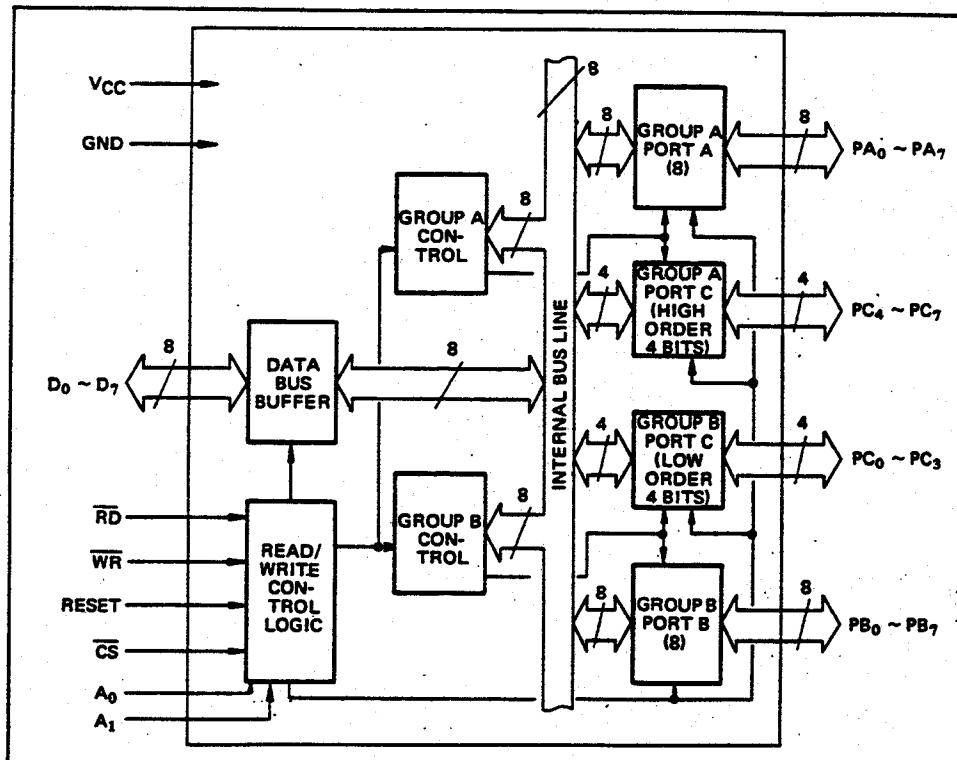 VCC
GND
8
8
GROUP A
PORT A
(8)
8
PA0 ~ PA7
GROUP A
CON-
TROL
8
4
GROUP A
PORT C
(HIGH
ORDER
4 BITS)
4
PC4 ~ PC7
D0 ~ D7
8
DATA
BUS
BUFFER
8
INTERNAL BUS LINE
4
GROUP B
PORT C
(LOW
ORDER
4 BITS)
4
PC0 ~ PC3
RD
WR
RESET
CS
A0
A1
READ/
WRITE
CON-
TROL
LOGIC
GROUP B
CON-
TROL
8
8
GROUP B
PORT B
(8)
8
PB0 ~ PB7